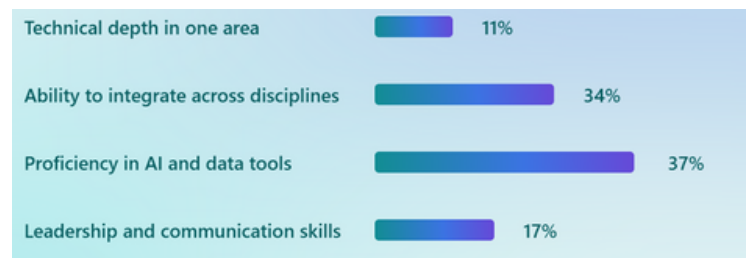 Technical depth in one area 11%
Ability to integrate across disciplines 34%
Proficiency in AI and data tools 37%
Leadership and communication skills 17%